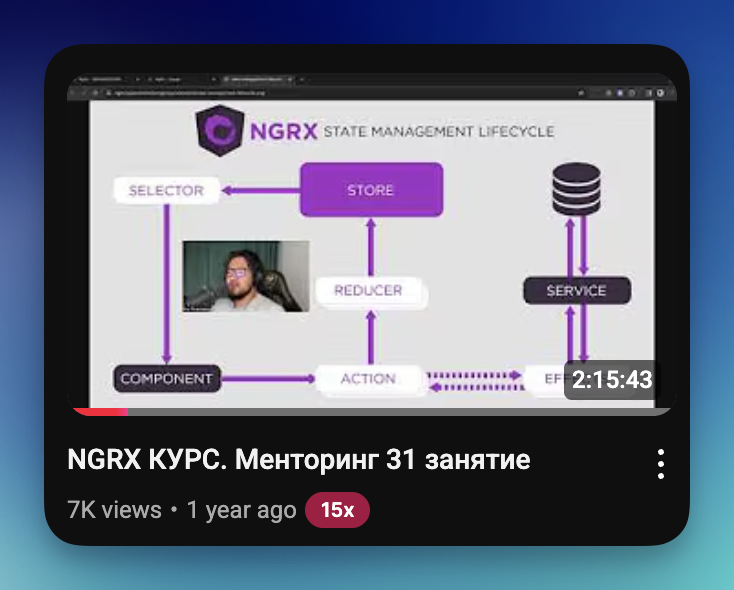 NGRX STATE MANAGEMENT LIFECYCLE
SELECTOR
STORE
REDUCER
SERVICE
COMPONENT
ACTION
2:15:43
NGRX КУРС. Менторинг 31 занятие
7K views • 1 year ago 15x